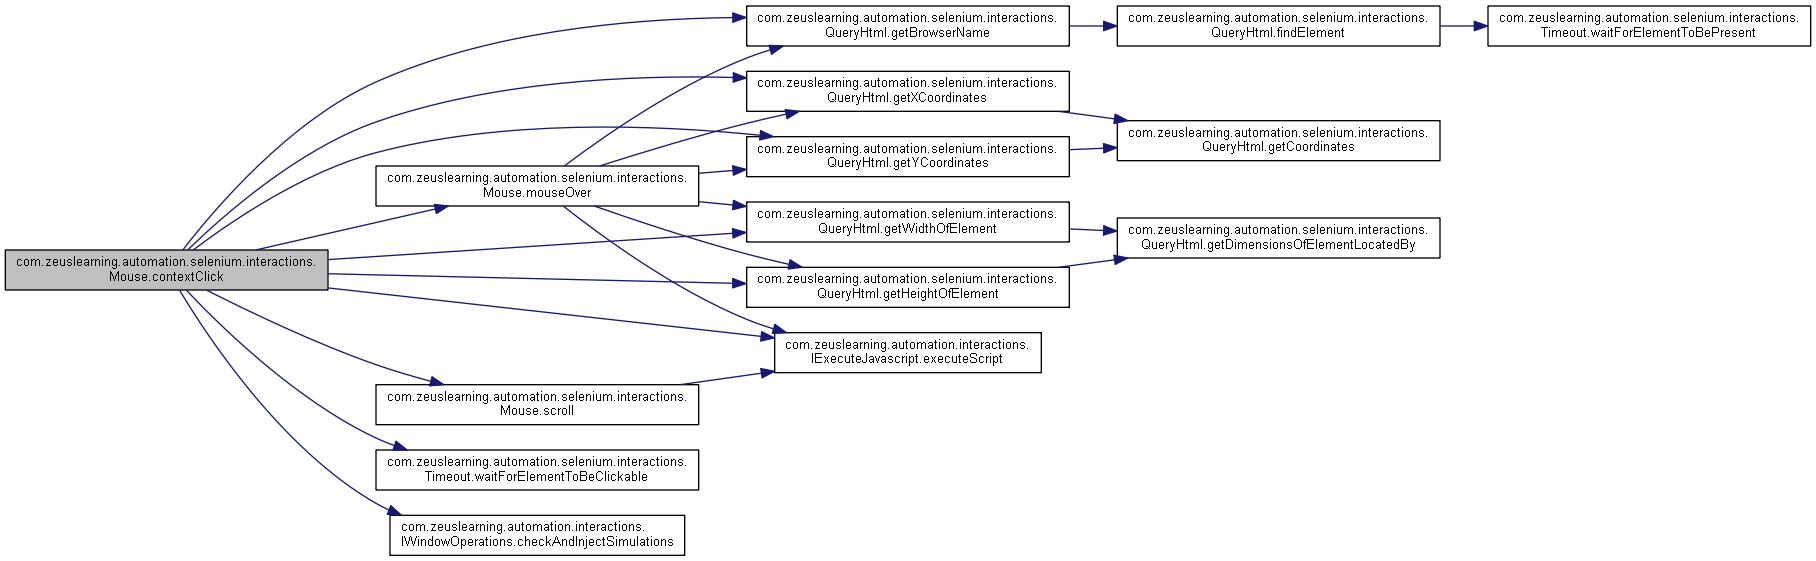 com.zeuslearning.automation.selenium.interactions.
Mouse.contextClick
com.zeuslearning.automation.selenium.interactions.
Mouse.mouseOver
com.zeuslearning.automation.selenium.interactions.
Mouse.scroll
com.zeuslearning.automation.selenium.interactions.
Timeout.waitForElementToBeClickable
com.zeuslearning.automation.interactions.
IWindowOperations.checkAndInjectSimulations
com.zeuslearning.automation.selenium.interactions.
QueryHtml.getBrowserName
com.zeuslearning.automation.selenium.interactions.
QueryHtml.getXCoordinates
com.zeuslearning.automation.selenium.interactions.
QueryHtml.getYCoordinates
com.zeuslearning.automation.selenium.interactions.
QueryHtml.getWidthOfElement
com.zeuslearning.automation.selenium.interactions.
QueryHtml.getHeightOfElement
com.zeuslearning.automation.interactions.
IExecuteJavascript.executeScript
com.zeuslearning.automation.selenium.interactions.
QueryHtml.findElement
com.zeuslearning.automation.selenium.interactions.
QueryHtml.getCoordinates
com.zeuslearning.automation.selenium.interactions.
QueryHtml.getDimensionsOfElementLocatedBy
com.zeuslearning.automation.selenium.interactions.
Timeout.waitForElementToBePresent